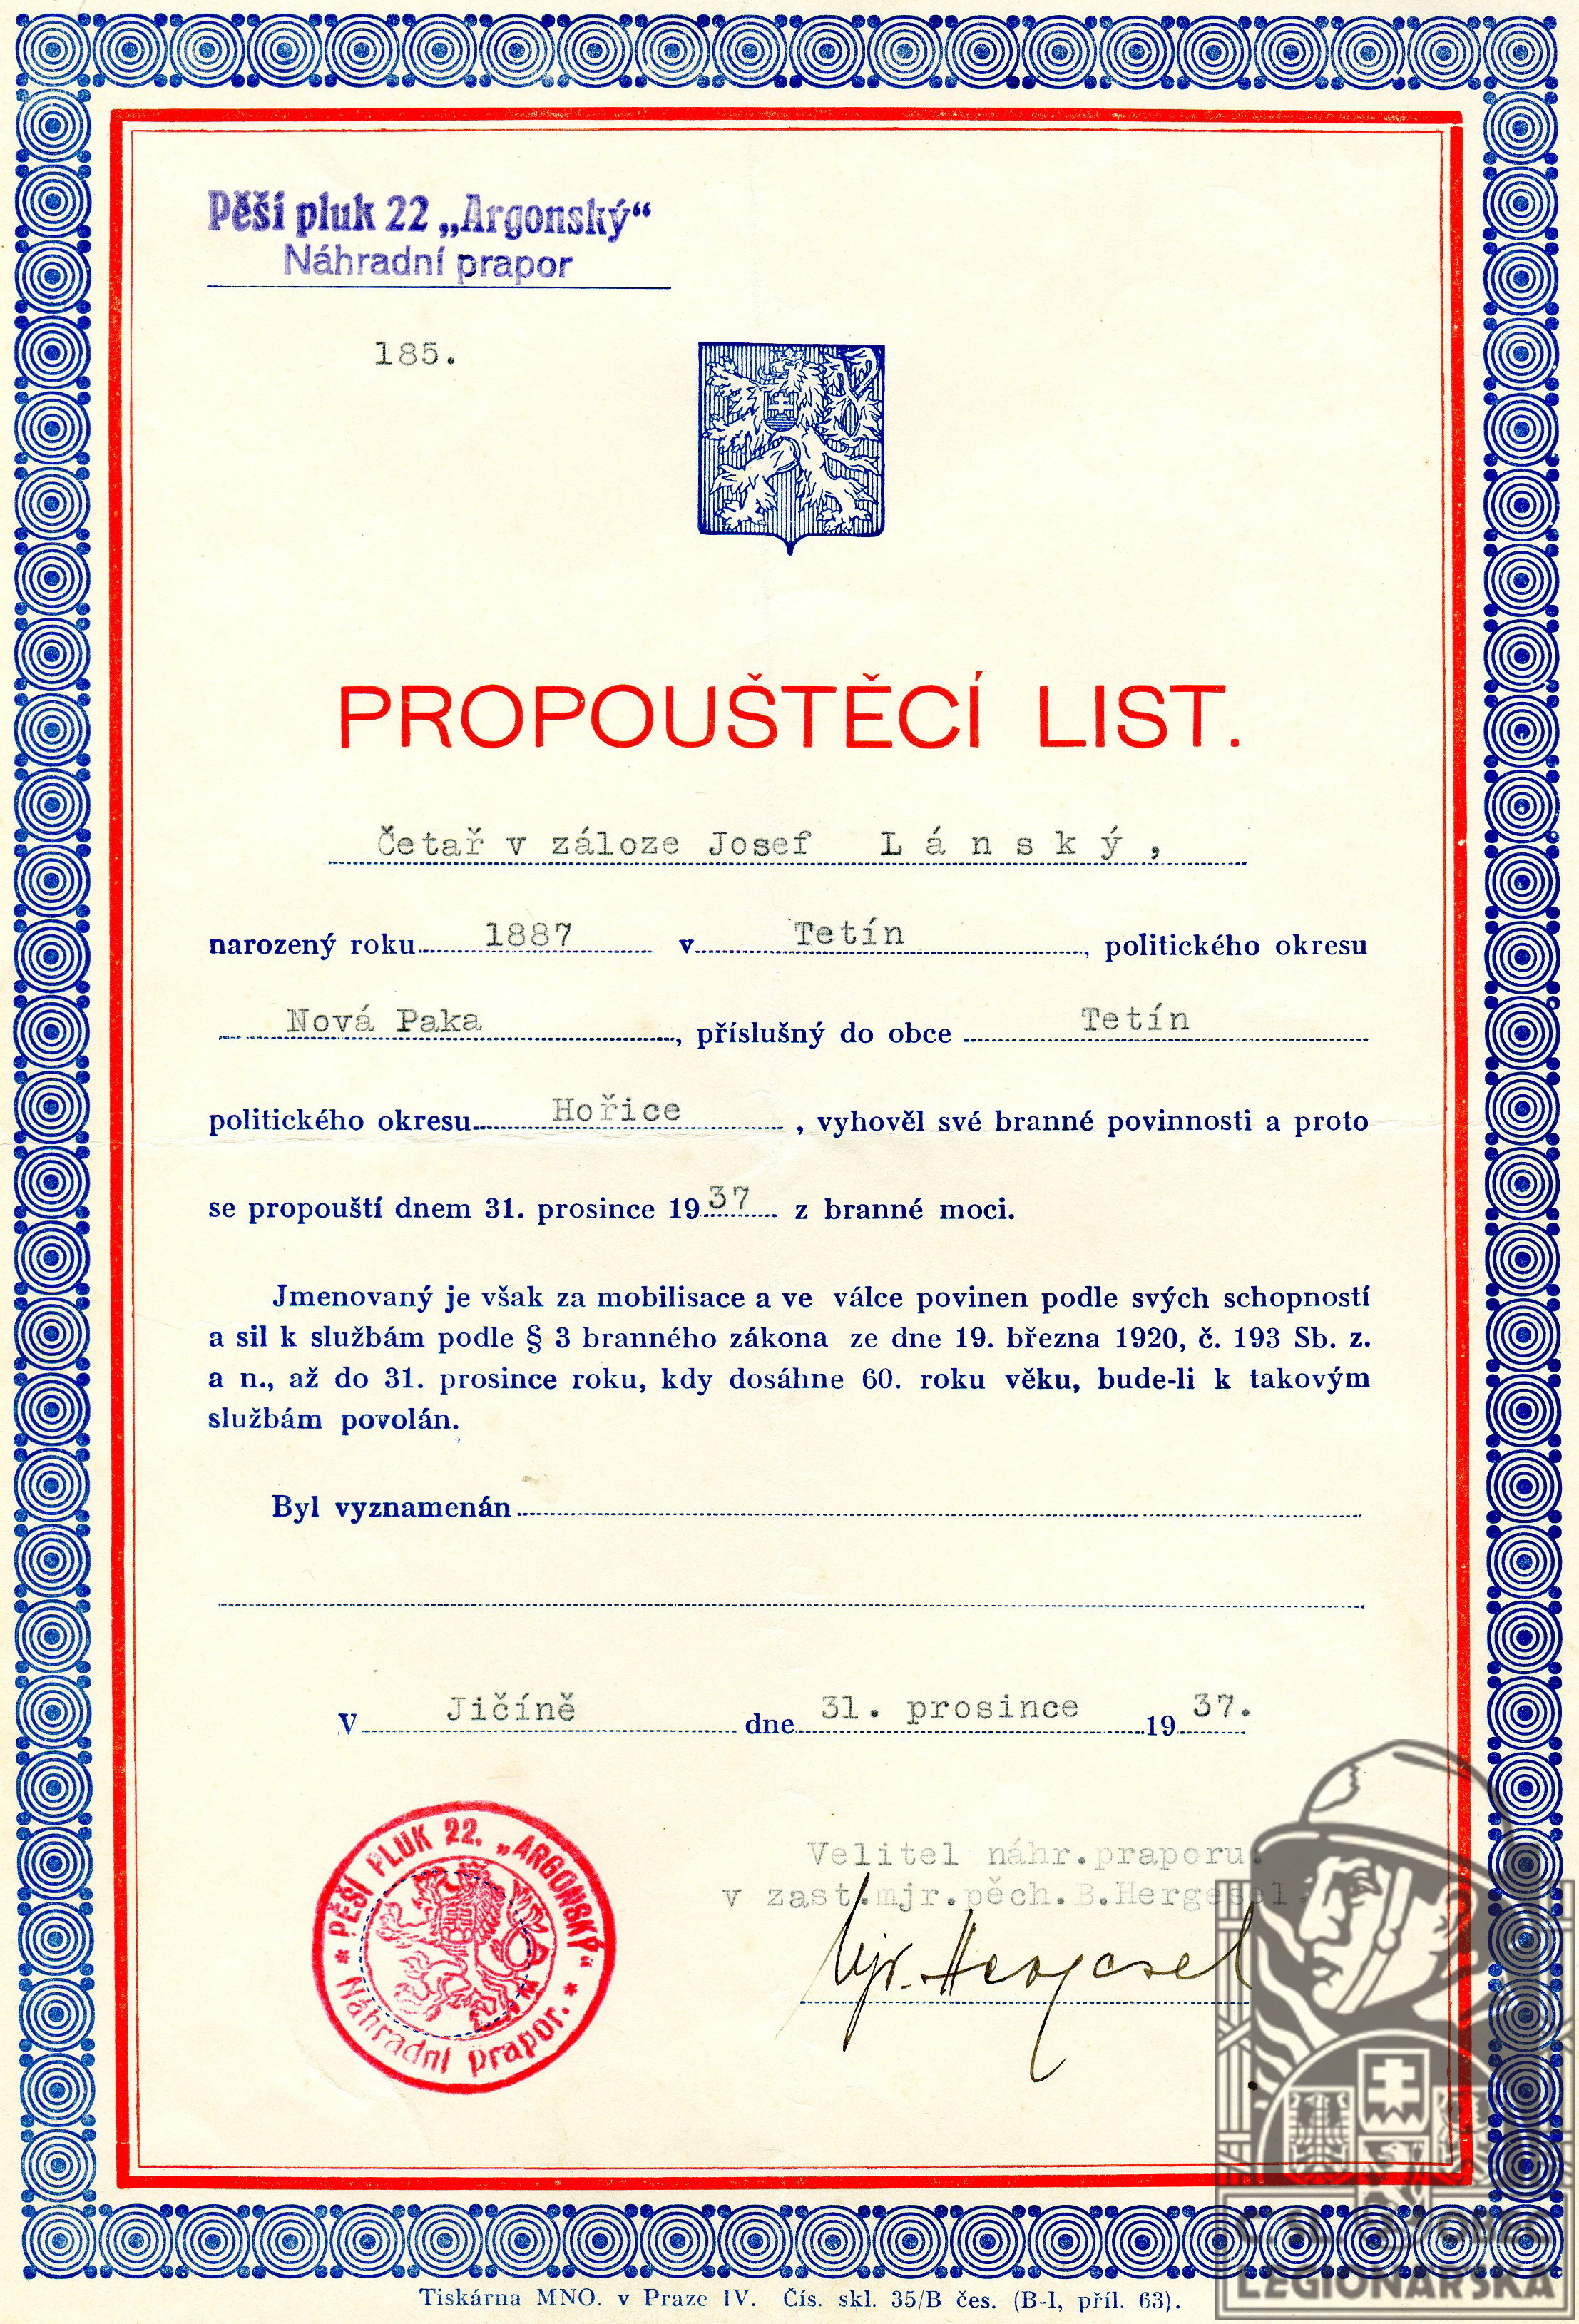 Pěší pluk 22 „Argonský“
Náhradní prapor
185.
PROPOUŠTĚCÍ LIST.
Četař v záloze Josef Lánský,
narozený roku 1887 v Tetín, politického okresu
Nová Paka, příslušný do obce Tetín
politického okresu Hořice, vyhověl své branné povinnosti a proto
se propouští dnem 31. prosince 1937 z branné moci.
Jmenovaný je však za mobilisace a ve válce povinen podle svých schopností
a sil k službám podle § 3 branného zákona ze dne 19. března 1920, č. 193 Sb. z.
a n., až do 31. prosince roku, kdy dosáhne 60. roku věku, bude-li k takovým
službám povolán.
Byl vyznamenán
V Jičíně dne 31. prosince 1937.
Velitel náhr.praporu:
v zast.mjr.pěch.B.Hergesel.
mjr. Hergesel
* PĚŠÍ PLUK 22. „ARGONSKÝ“ *
Náhradní prapor.
Č. SL. OBEC
LEGIONÁŘSKÁ
Tiskárna MNO. v Praze IV. Čís. skl. 35/B čes. (B-I, příl. 63).